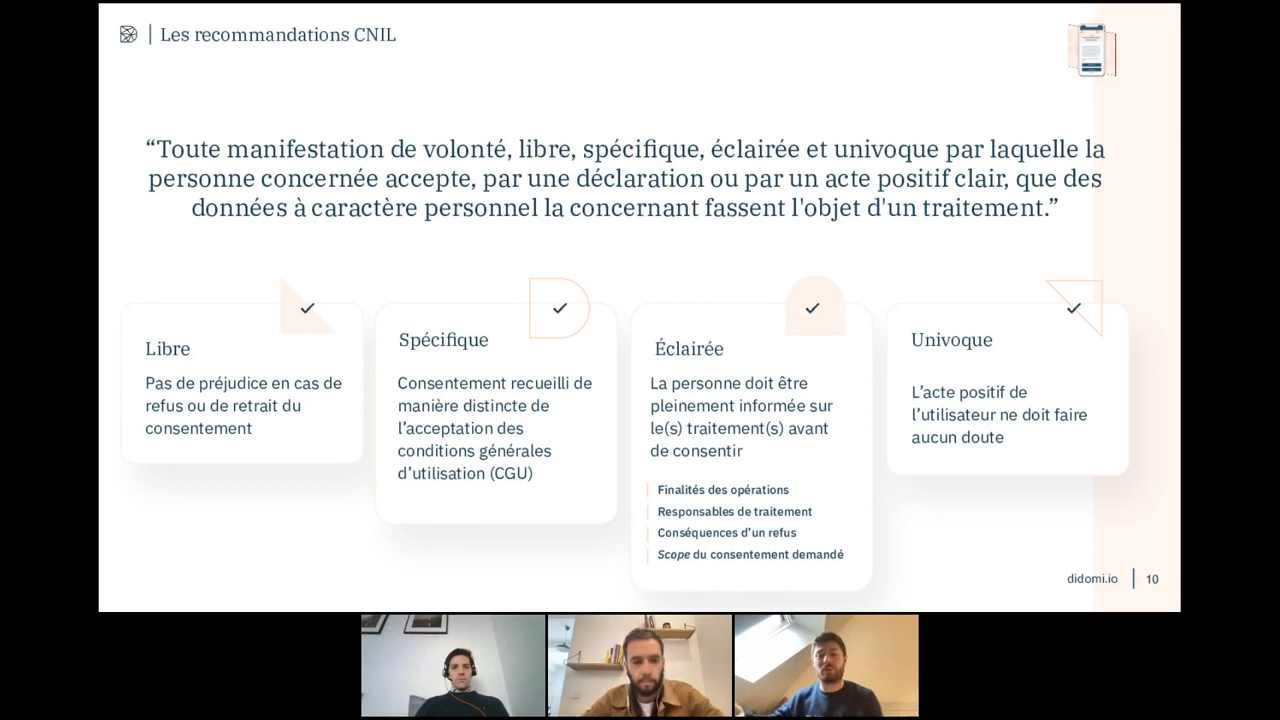 Les recommandations CNIL
“Toute manifestation de volonté, libre, spécifique, éclairée et univoque par laquelle la
personne concernée accepte, par une déclaration ou par un acte positif clair, que des
données à caractère personnel la concernant fassent l'objet d'un traitement.”
Libre
Pas de préjudice en cas de
refus ou de retrait du
consentement
Spécifique
Consentement recueilli de
manière distincte de
l’acceptation des
conditions générales
d’utilisation (CGU)
Éclairée
La personne doit être
pleinement informée sur
le(s) traitement(s) avant
de consentir
Finalités des opérations
Responsables de traitement
Conséquences d’un refus
Scope du consentement demandé
Univoque
L’acte positif de
l’utilisateur ne doit faire
aucun doute
didomi.io
10